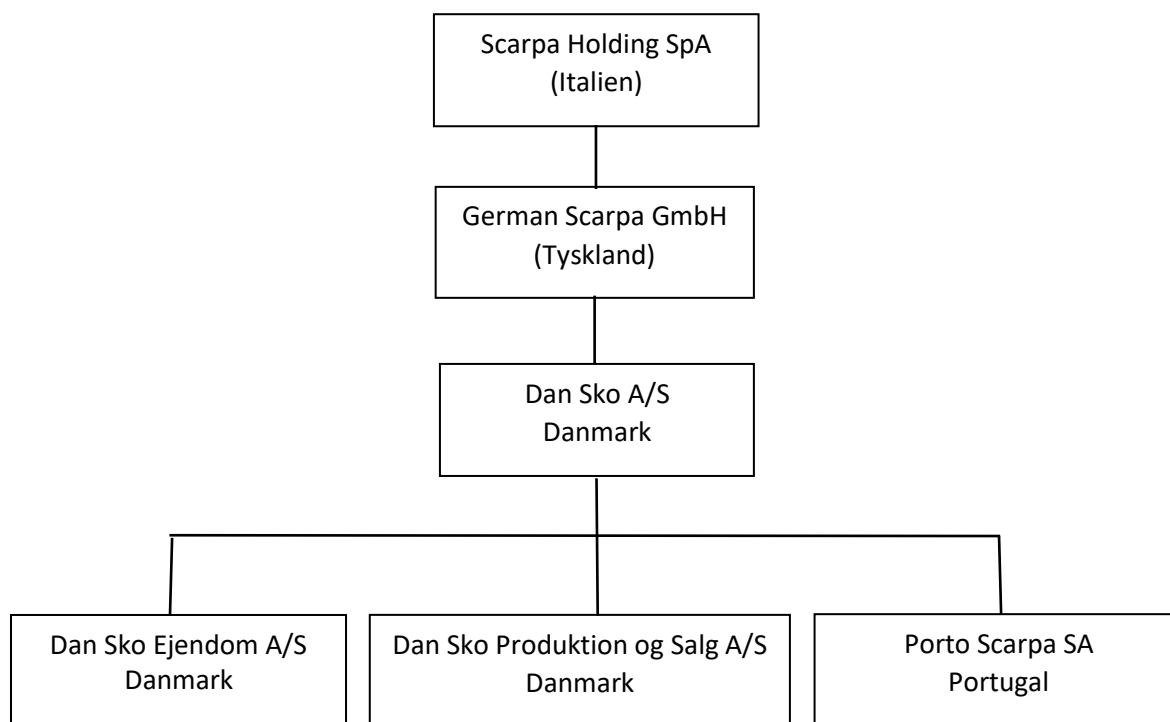 Scarpa Holding SpA
(Italien)
German Scarpa GmbH
(Tyskland)
Dan Sko A/S
Danmark
Dan Sko Ejendom A/S
Danmark
Dan Sko Produktion og Salg A/S
Danmark
Porto Scarpa SA
Portugal